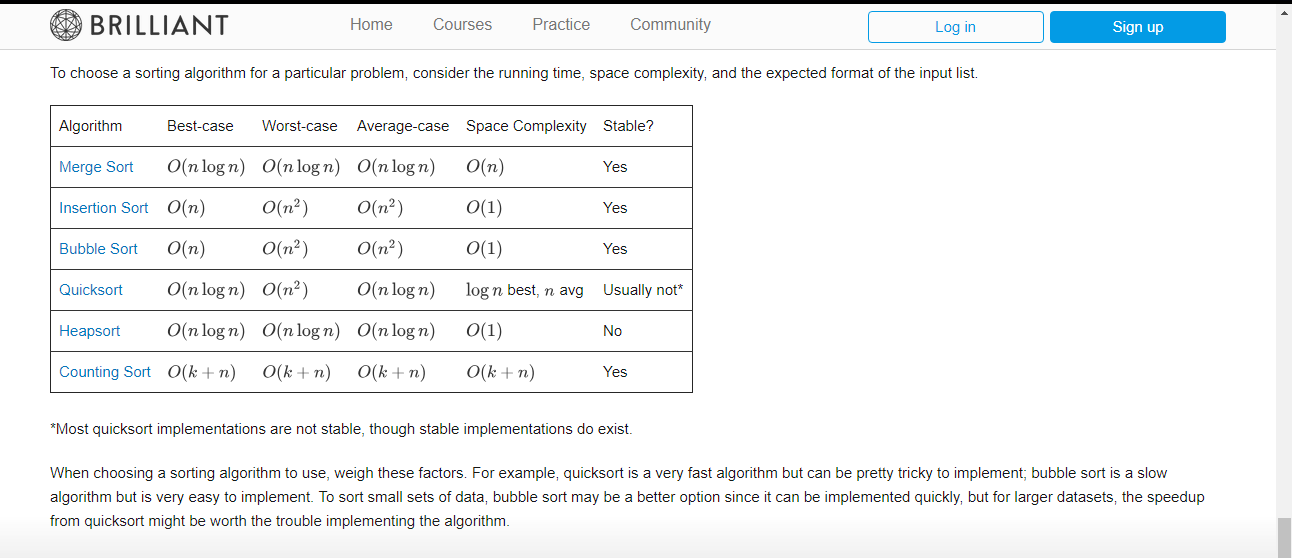 BRILLIANT Home Courses Practice Community Log in Sign up
To choose a sorting algorithm for a particular problem, consider the running time, space complexity, and the expected format of the input list.
Algorithm Best-case Worst-case Average-case Space Complexity Stable?
Merge Sort O(n log n) O(n log n) O(n log n) O(n) Yes
Insertion Sort O(n) O(n²) O(n²) O(1) Yes
Bubble Sort O(n) O(n²) O(n²) O(1) Yes
Quicksort O(n log n) O(n²) O(n log n) log n best, n avg Usually not*
Heapsort O(n log n) O(n log n) O(n log n) O(1) No
Counting Sort O(k + n) O(k + n) O(k + n) O(k + n) Yes
*Most quicksort implementations are not stable, though stable implementations do exist.
When choosing a sorting algorithm to use, weigh these factors. For example, quicksort is a very fast algorithm but can be pretty tricky to implement; bubble sort is a slow
algorithm but is very easy to implement. To sort small sets of data, bubble sort may be a better option since it can be implemented quickly, but for larger datasets, the speedup
from quicksort might be worth the trouble implementing the algorithm.